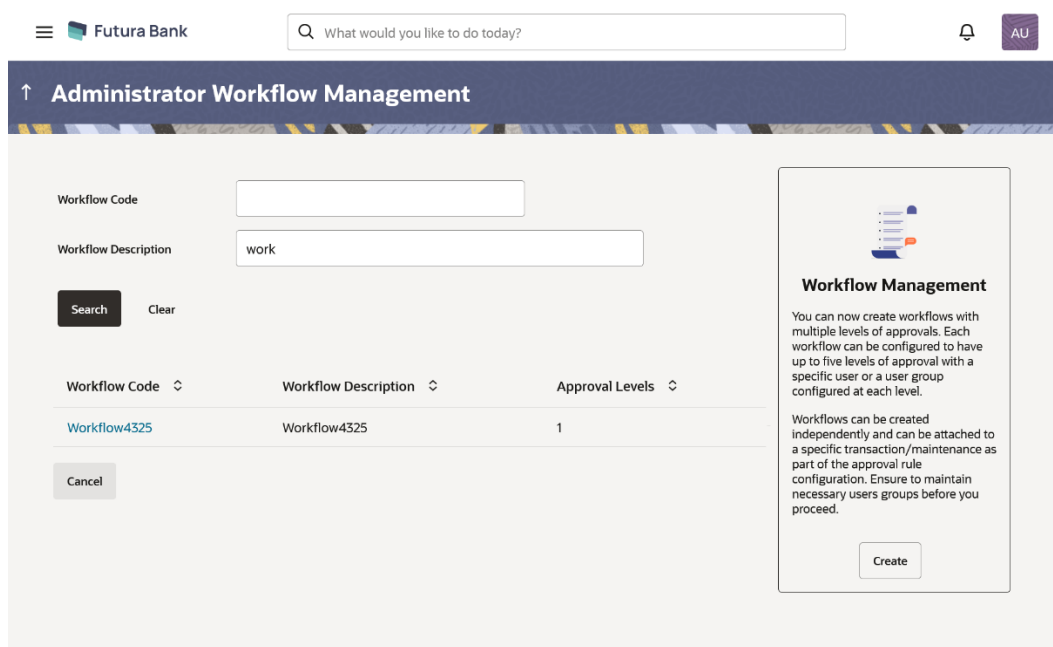 Futura Bank
What would you like to do today?
AU
Administrator Workflow Management
Workflow Code
Workflow Description
work
Search
Clear
Workflow Code
Workflow Description
Approval Levels
Workflow4325
Workflow4325
1
Cancel
Workflow Management
You can now create workflows with
multiple levels of approvals. Each
workflow can be configured to have
up to five levels of approval with a
specific user or a user group
configured at each level.
Workflows can be created
independently and can be attached to
a specific transaction/maintenance as
part of the approval rule
configuration. Ensure to maintain
necessary users groups before you
proceed.
Create